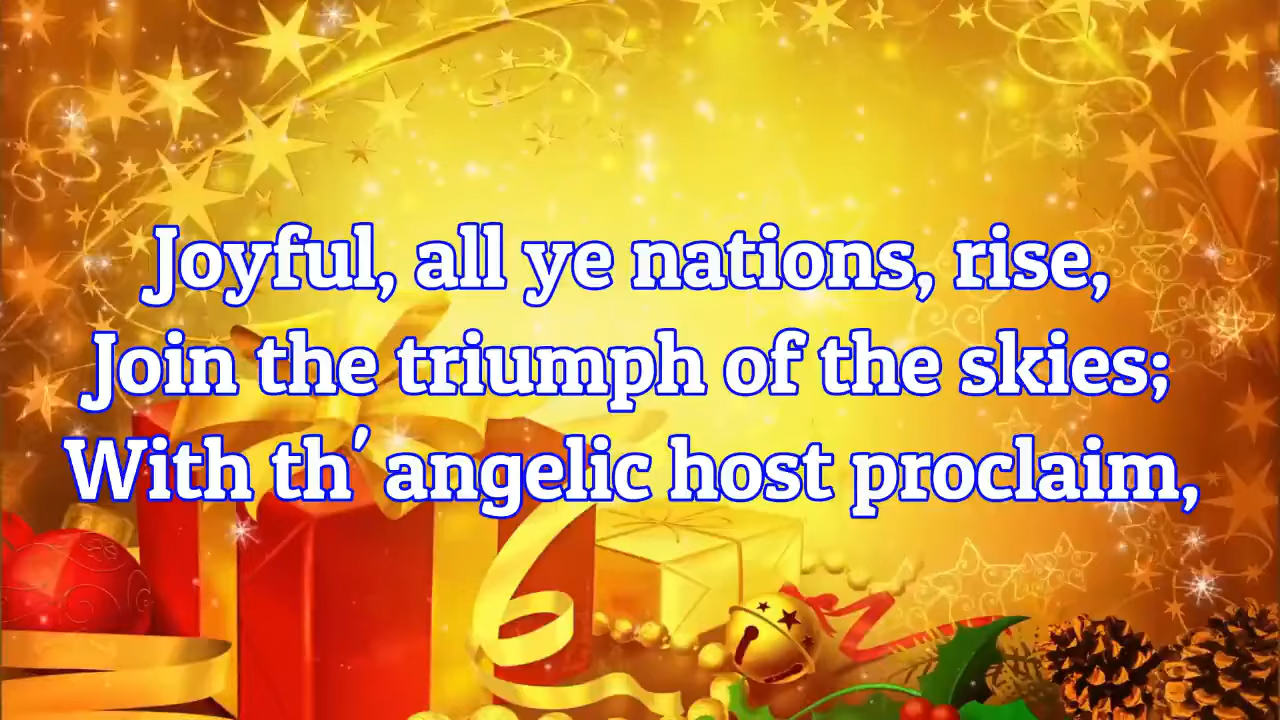 Joyful, all ye nations, rise,
Join the triumph of the skies;
With th' angelic host proclaim,